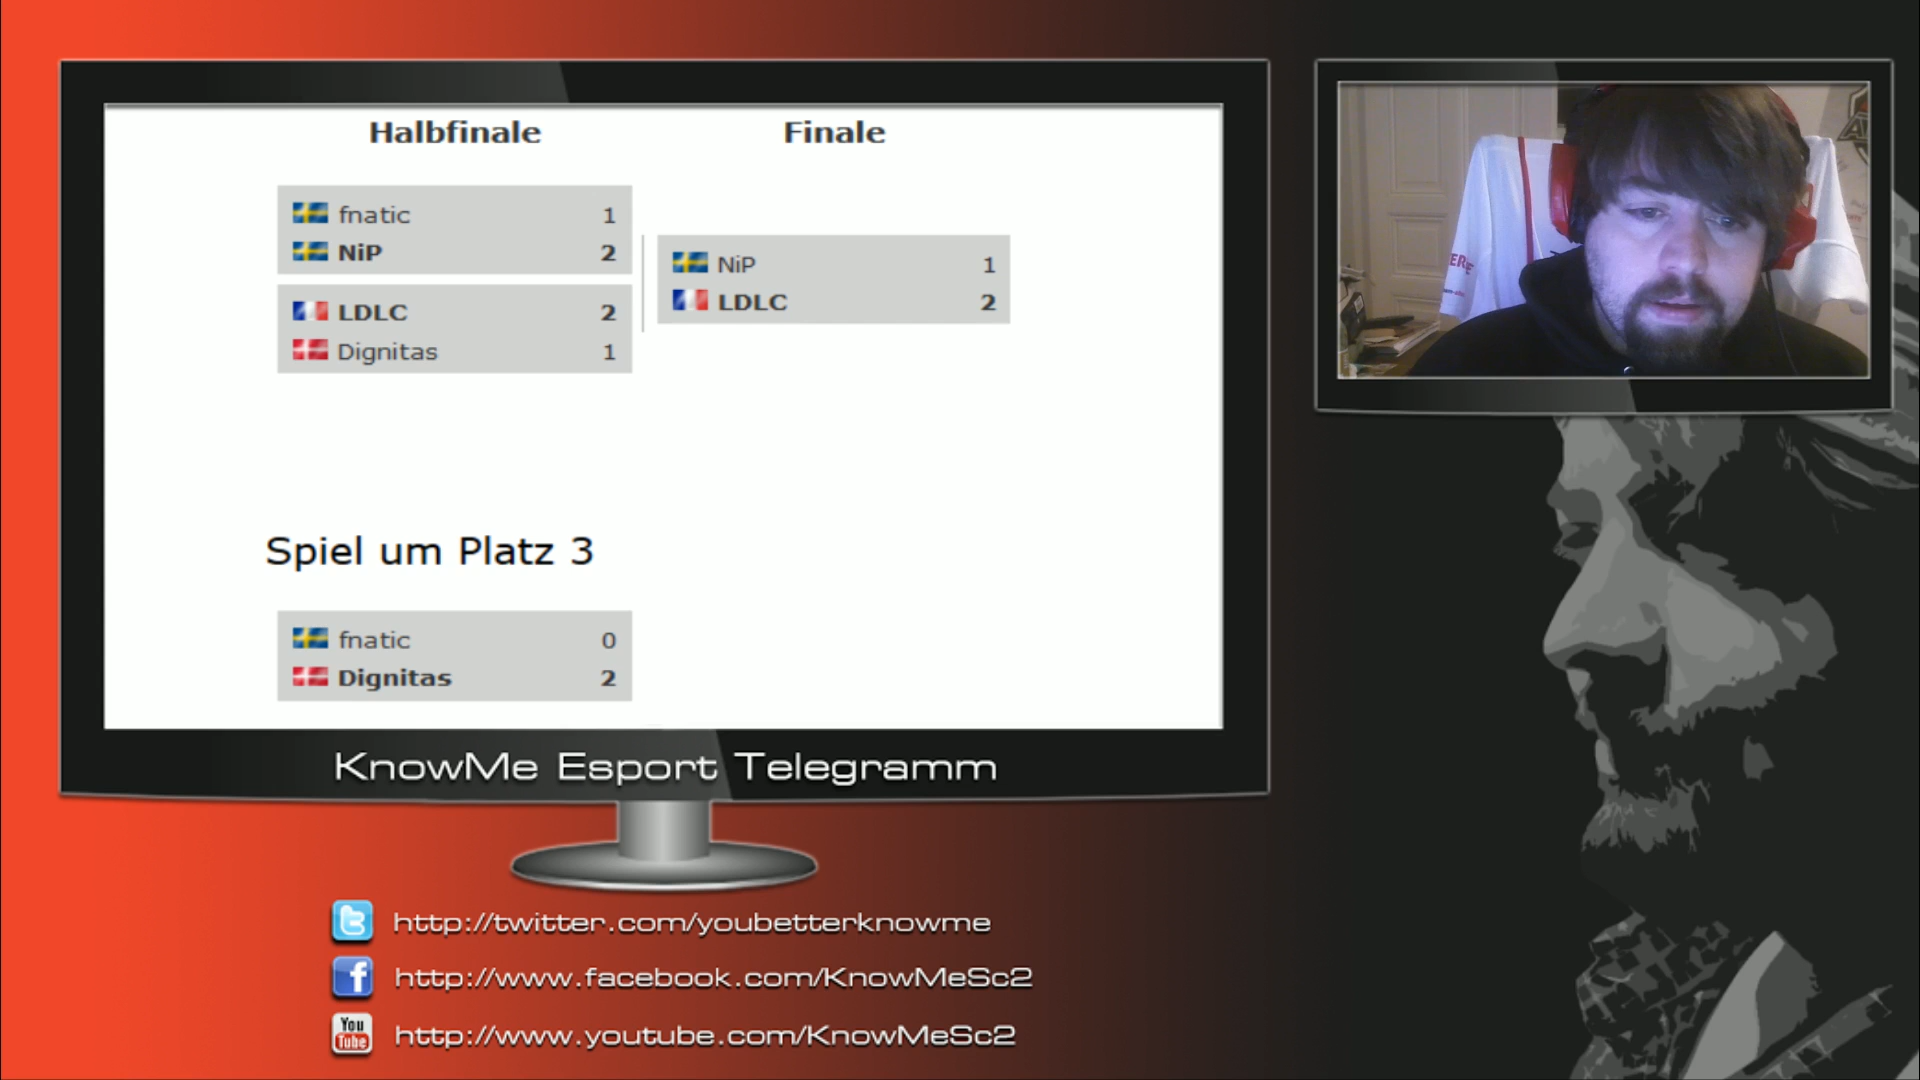 Halbfinale
Finale
fnatic 1
NiP 2
LDLC 2
Dignitas 1
NiP 1
LDLC 2
Spiel um Platz 3
fnatic 0
Dignitas 2
KnowMe Esport Telegramm
http://twitter.com/youbetterknowme
http://www.facebook.com/KnowMeSc2
You
Tube
http://www.youtube.com/KnowMeSc2